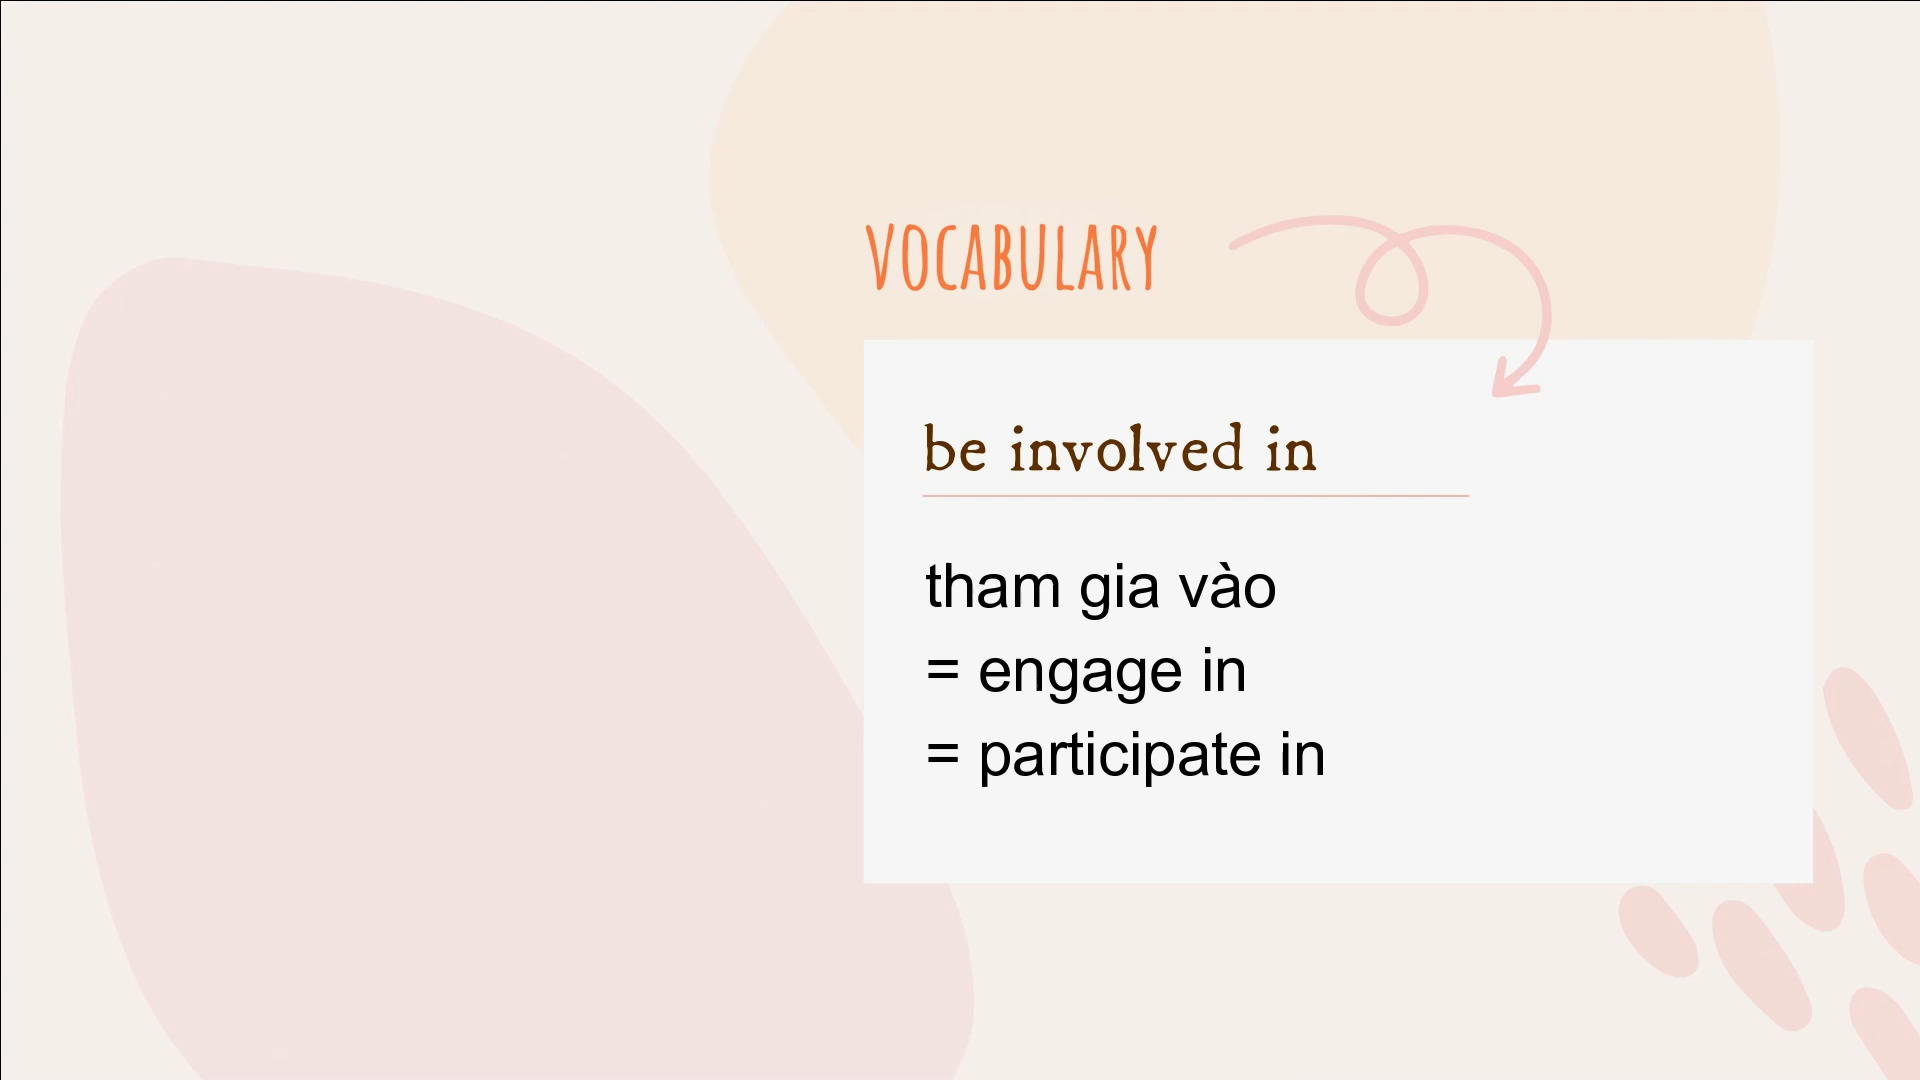 VOCABULARY
be involved in
tham gia vào
= engage in
= participate in